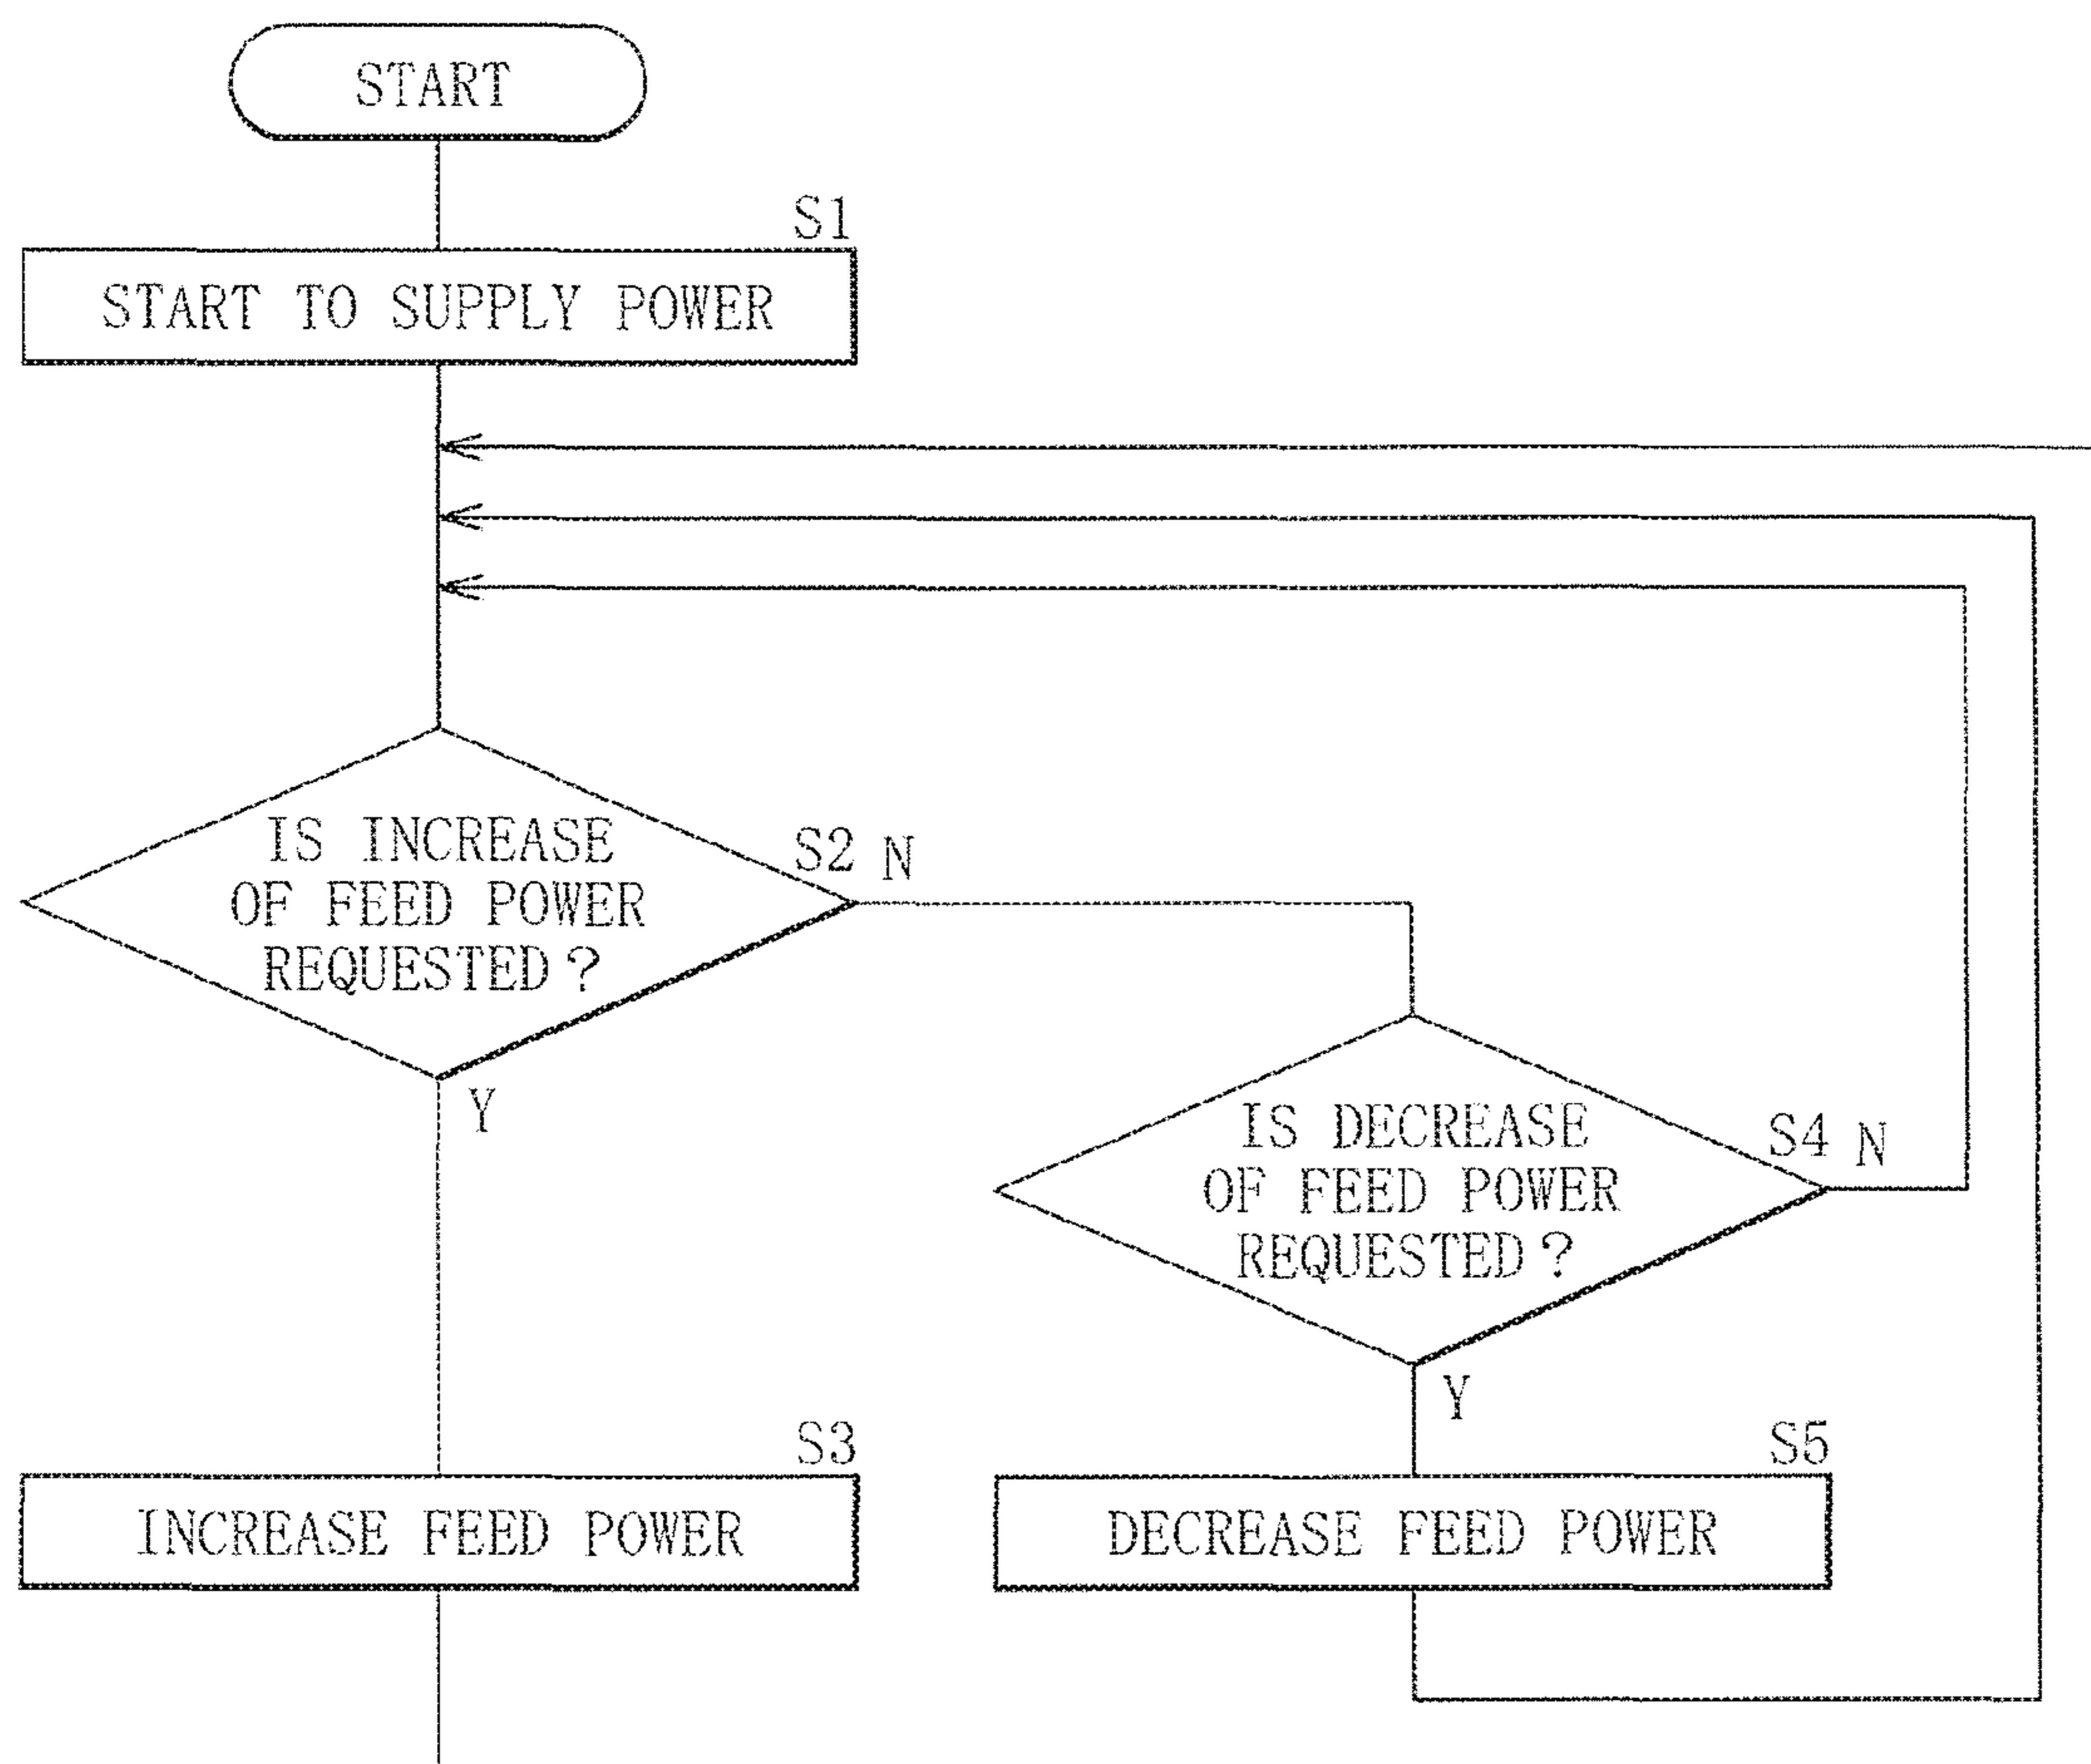 START
S1
START TO SUPPLY POWER
IS INCREASE
OF FEED POWER
REQUESTED?
S2 N
Y
IS DECREASE
OF FEED POWER
REQUESTED?
S4 N
Y
S3
INCREASE FEED POWER
S5
DECREASE FEED POWER